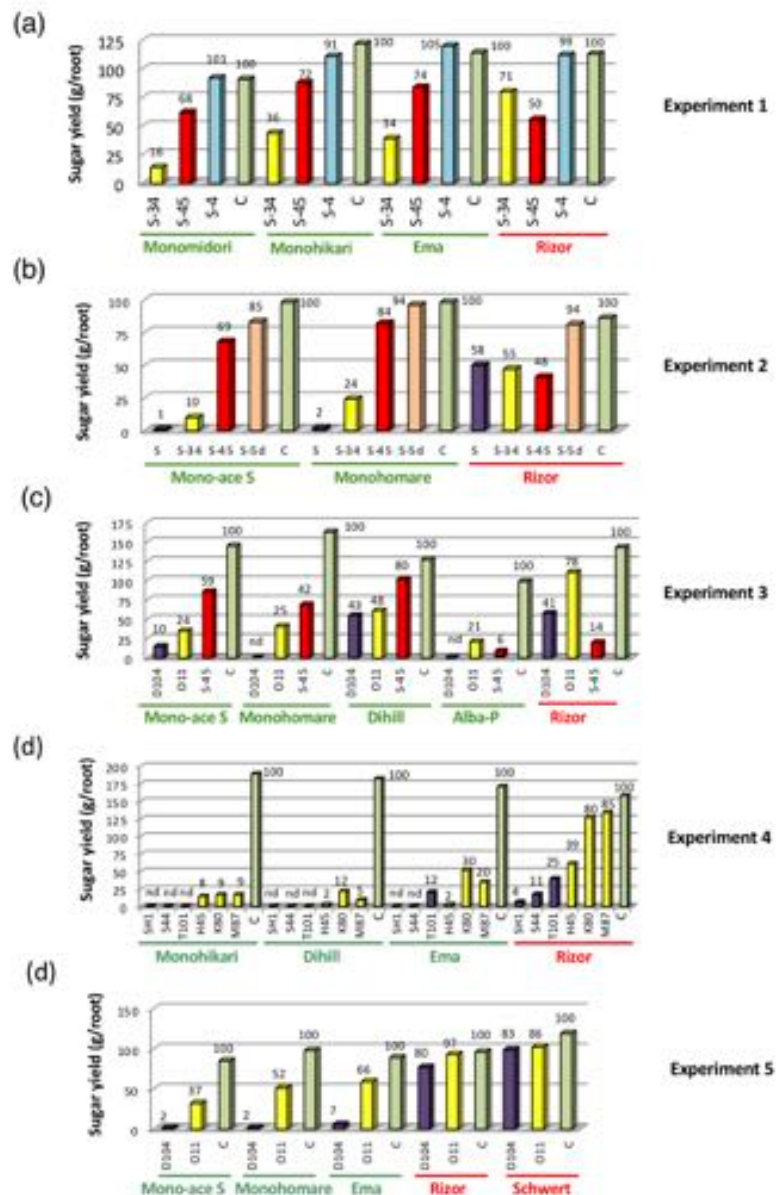 (a)
Sugar yield (g/root)
125
100
75
50
25
0
16 68 101 100 36 72 91 100 34 74 105 100 71 50 99 100
S-34 S-45 S-4 C S-34 S-45 S-4 C S-34 S-45 S-4 C S-34 S-45 S-4 C
Monomidori Monohikari Ema Rizor
Experiment 1
(b)
Sugar yield (g/root)
100
75
50
25
0
1 10 69 85 100 2 24 84 94 100 58 55 48 94 100
S S-34 S-45 S-5d C S S-34 S-45 S-5d C S S-34 S-45 S-5d C
Mono-ace S Monohomare Rizor
Experiment 2
(c)
Sugar yield (g/root)
175
150
125
100
75
50
25
0
10 24 59 100 nd 25 42 100 43 48 80 100 nd 21 6 100 41 78 14 100
D104 O11 S-45 C D104 O11 S-45 C D104 O11 S-45 C D104 O11 S-45 C D104 O11 S-45 C
Mono-ace S Monohomare Dihill Alba-P Rizor
Experiment 3
(d)
Sugar yield (g/root)
200
175
150
125
100
75
50
25
0
nd nd nd 8 9 9 100 nd nd nd 2 12 5 100 nd nd 12 2 30 20 100 4 11 25 39 80 85 100
SH1 S44 T101 H45 K80 MI87 C SH1 S44 T101 H45 K80 MI87 C SH1 S44 T101 H45 K80 MI87 C SH1 S44 T101 H45 K80 MI87 C
Monohikari Dihill Ema Rizor
Experiment 4
(d)
Sugar yield (g/root)
150
100
50
0
2 37 100 2 52 100 7 66 100 80 97 100 83 86 100
D104 O11 C D104 O11 C D104 O11 C D104 O11 C D104 O11 C
Mono-ace S Monohomare Ema Rizor Schwert
Experiment 5